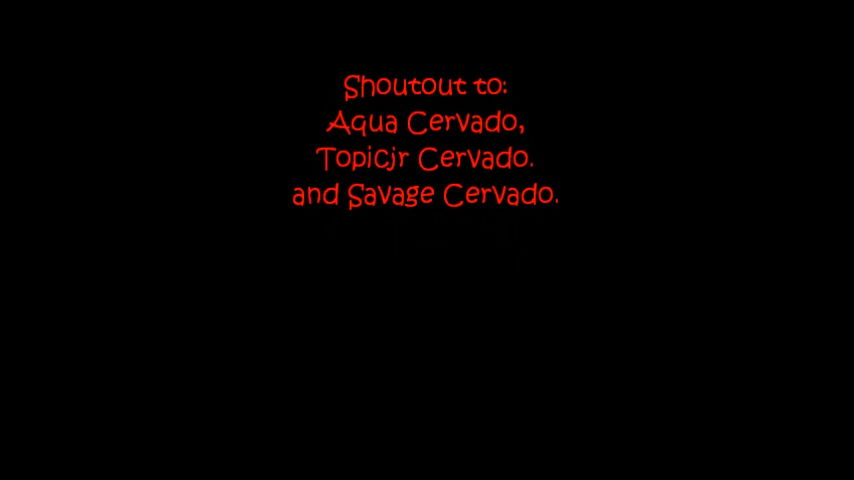 Shoutout to:
Aqua Cervado,
Topicjr Cervado.
and Savage Cervado.